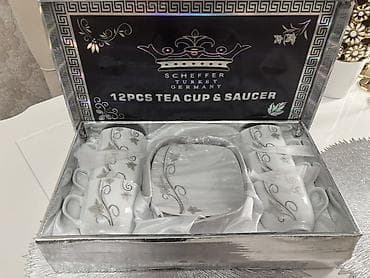 SCHEFFER
TURKEY
GERMANY
12PCS TEA CUP & SAUCER